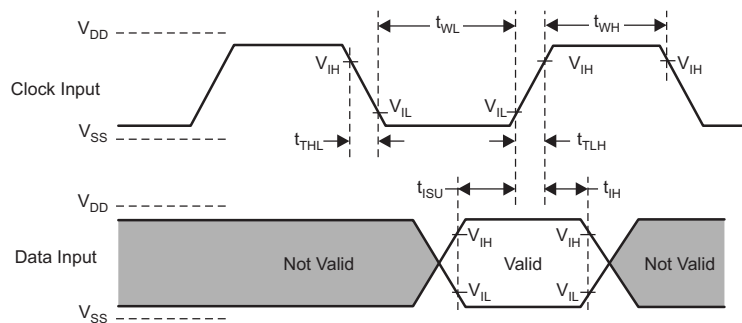 V_DD t_WL t_WH
V_IH V_IH V_IH
Clock Input
V_IL V_IL
V_SS
t_THL t_TLH
t_ISU t_IH
V_DD
V_IH V_IH
Data Input Not Valid Valid Not Valid
V_IL V_IL
V_SS